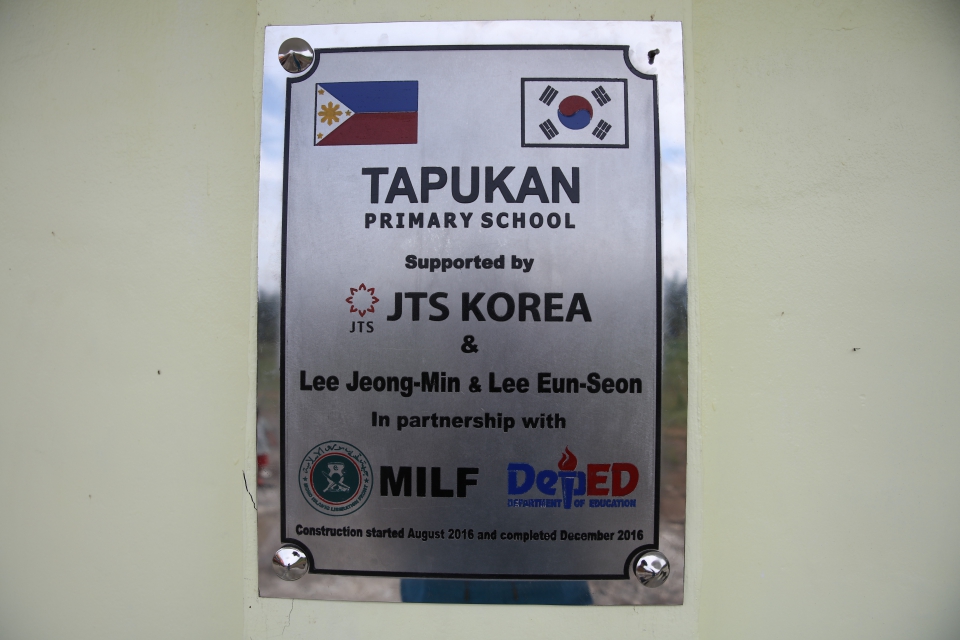 TAPUKAN
PRIMARY SCHOOL
Supported by
JTS
JTS KOREA
&
Lee Jeong-Min & Lee Eun-Seon
In partnership with
MILF
DepED
DEPARTMENT OF EDUCATION
Construction started August 2016 and completed December 2016